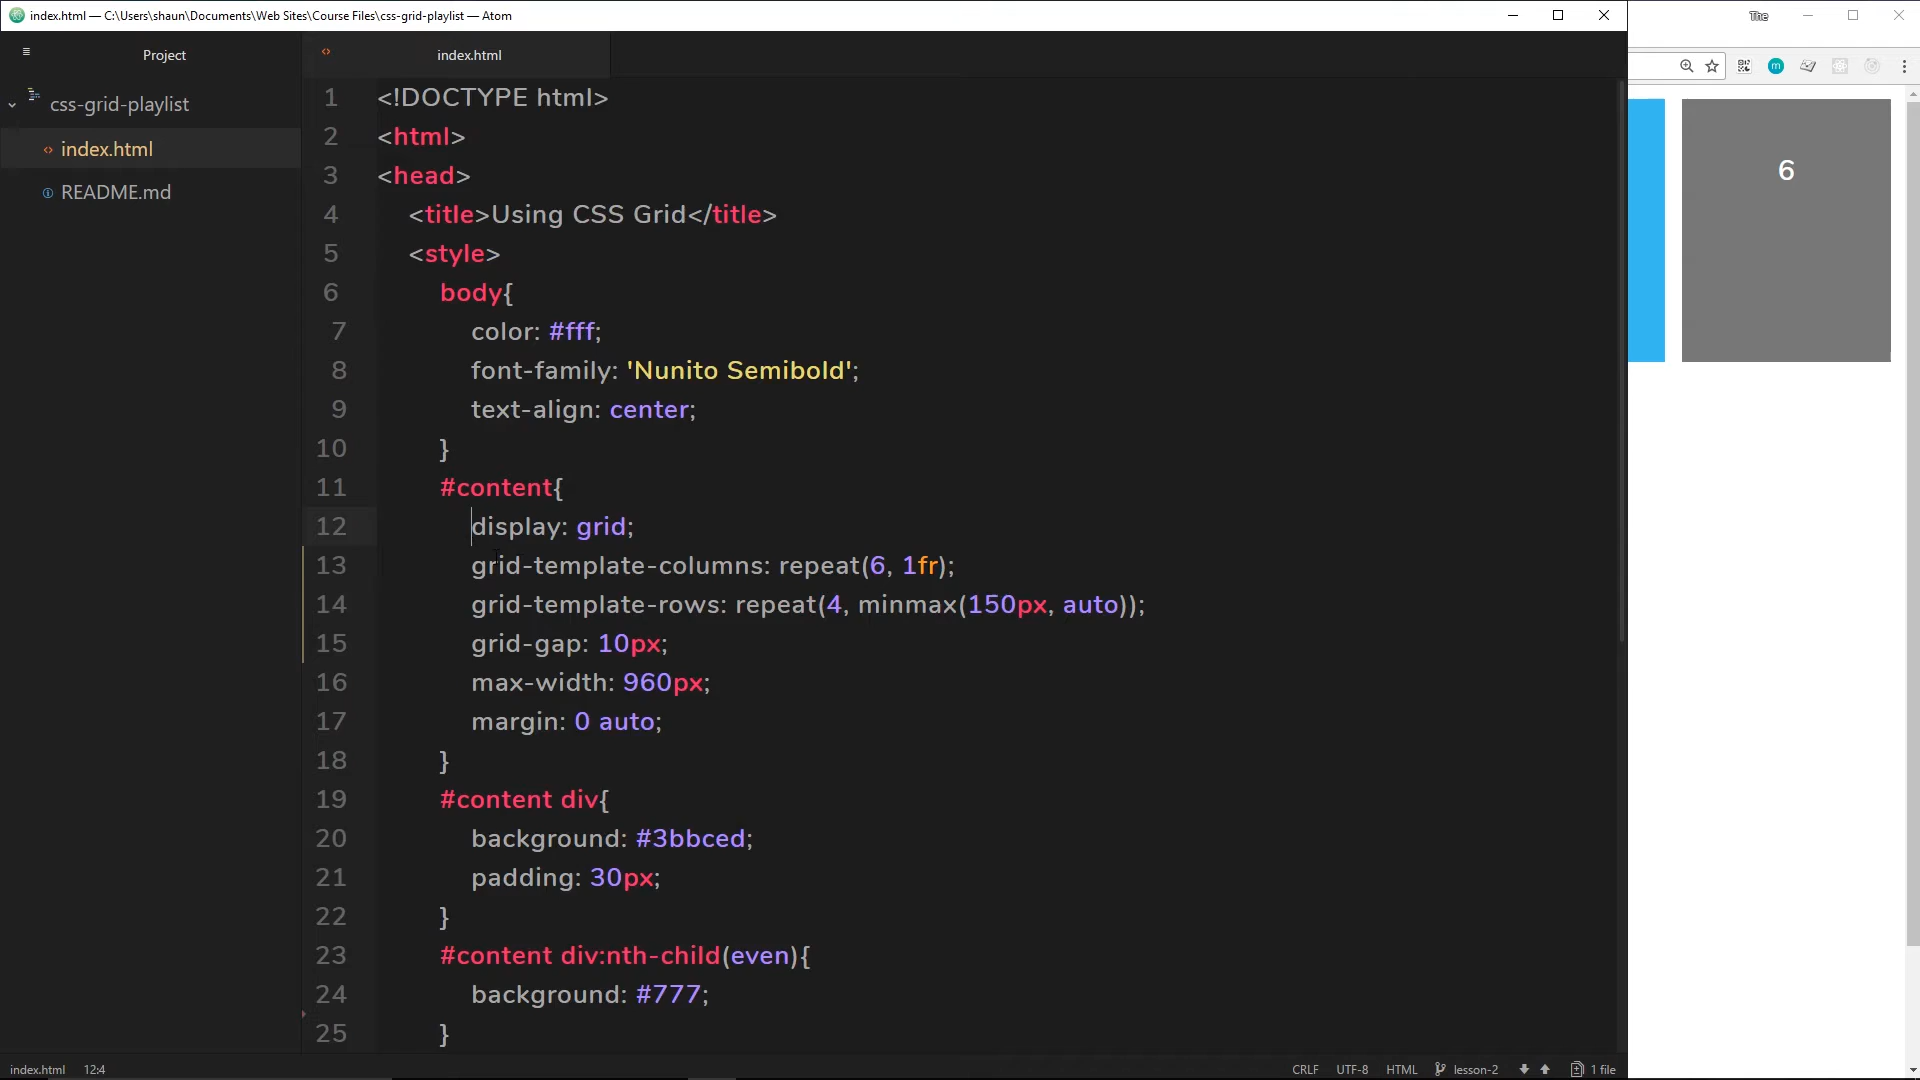 index.html — C:\Users\shaun\Documents\Web Sites\Course Files\css-grid-playlist — Atom
The
Project
index.html
css-grid-playlist
index.html
README.md
1 <!DOCTYPE html>
2 <html>
3 <head>
4 <title>Using CSS Grid</title>
5 <style>
6 body{
7 color: #fff;
8 font-family: 'Nunito Semibold';
9 text-align: center;
10 }
11 #content{
12 display: grid;
13 grid-template-columns: repeat(6, 1fr);
14 grid-template-rows: repeat(4, minmax(150px, auto));
15 grid-gap: 10px;
16 max-width: 960px;
17 margin: 0 auto;
18 }
19 #content div{
20 background: #3bbced;
21 padding: 30px;
22 }
23 #content div:nth-child(even){
24 background: #777;
25 }
m
6
index.html 12:4
CRLF UTF-8 HTML lesson-2 1 file